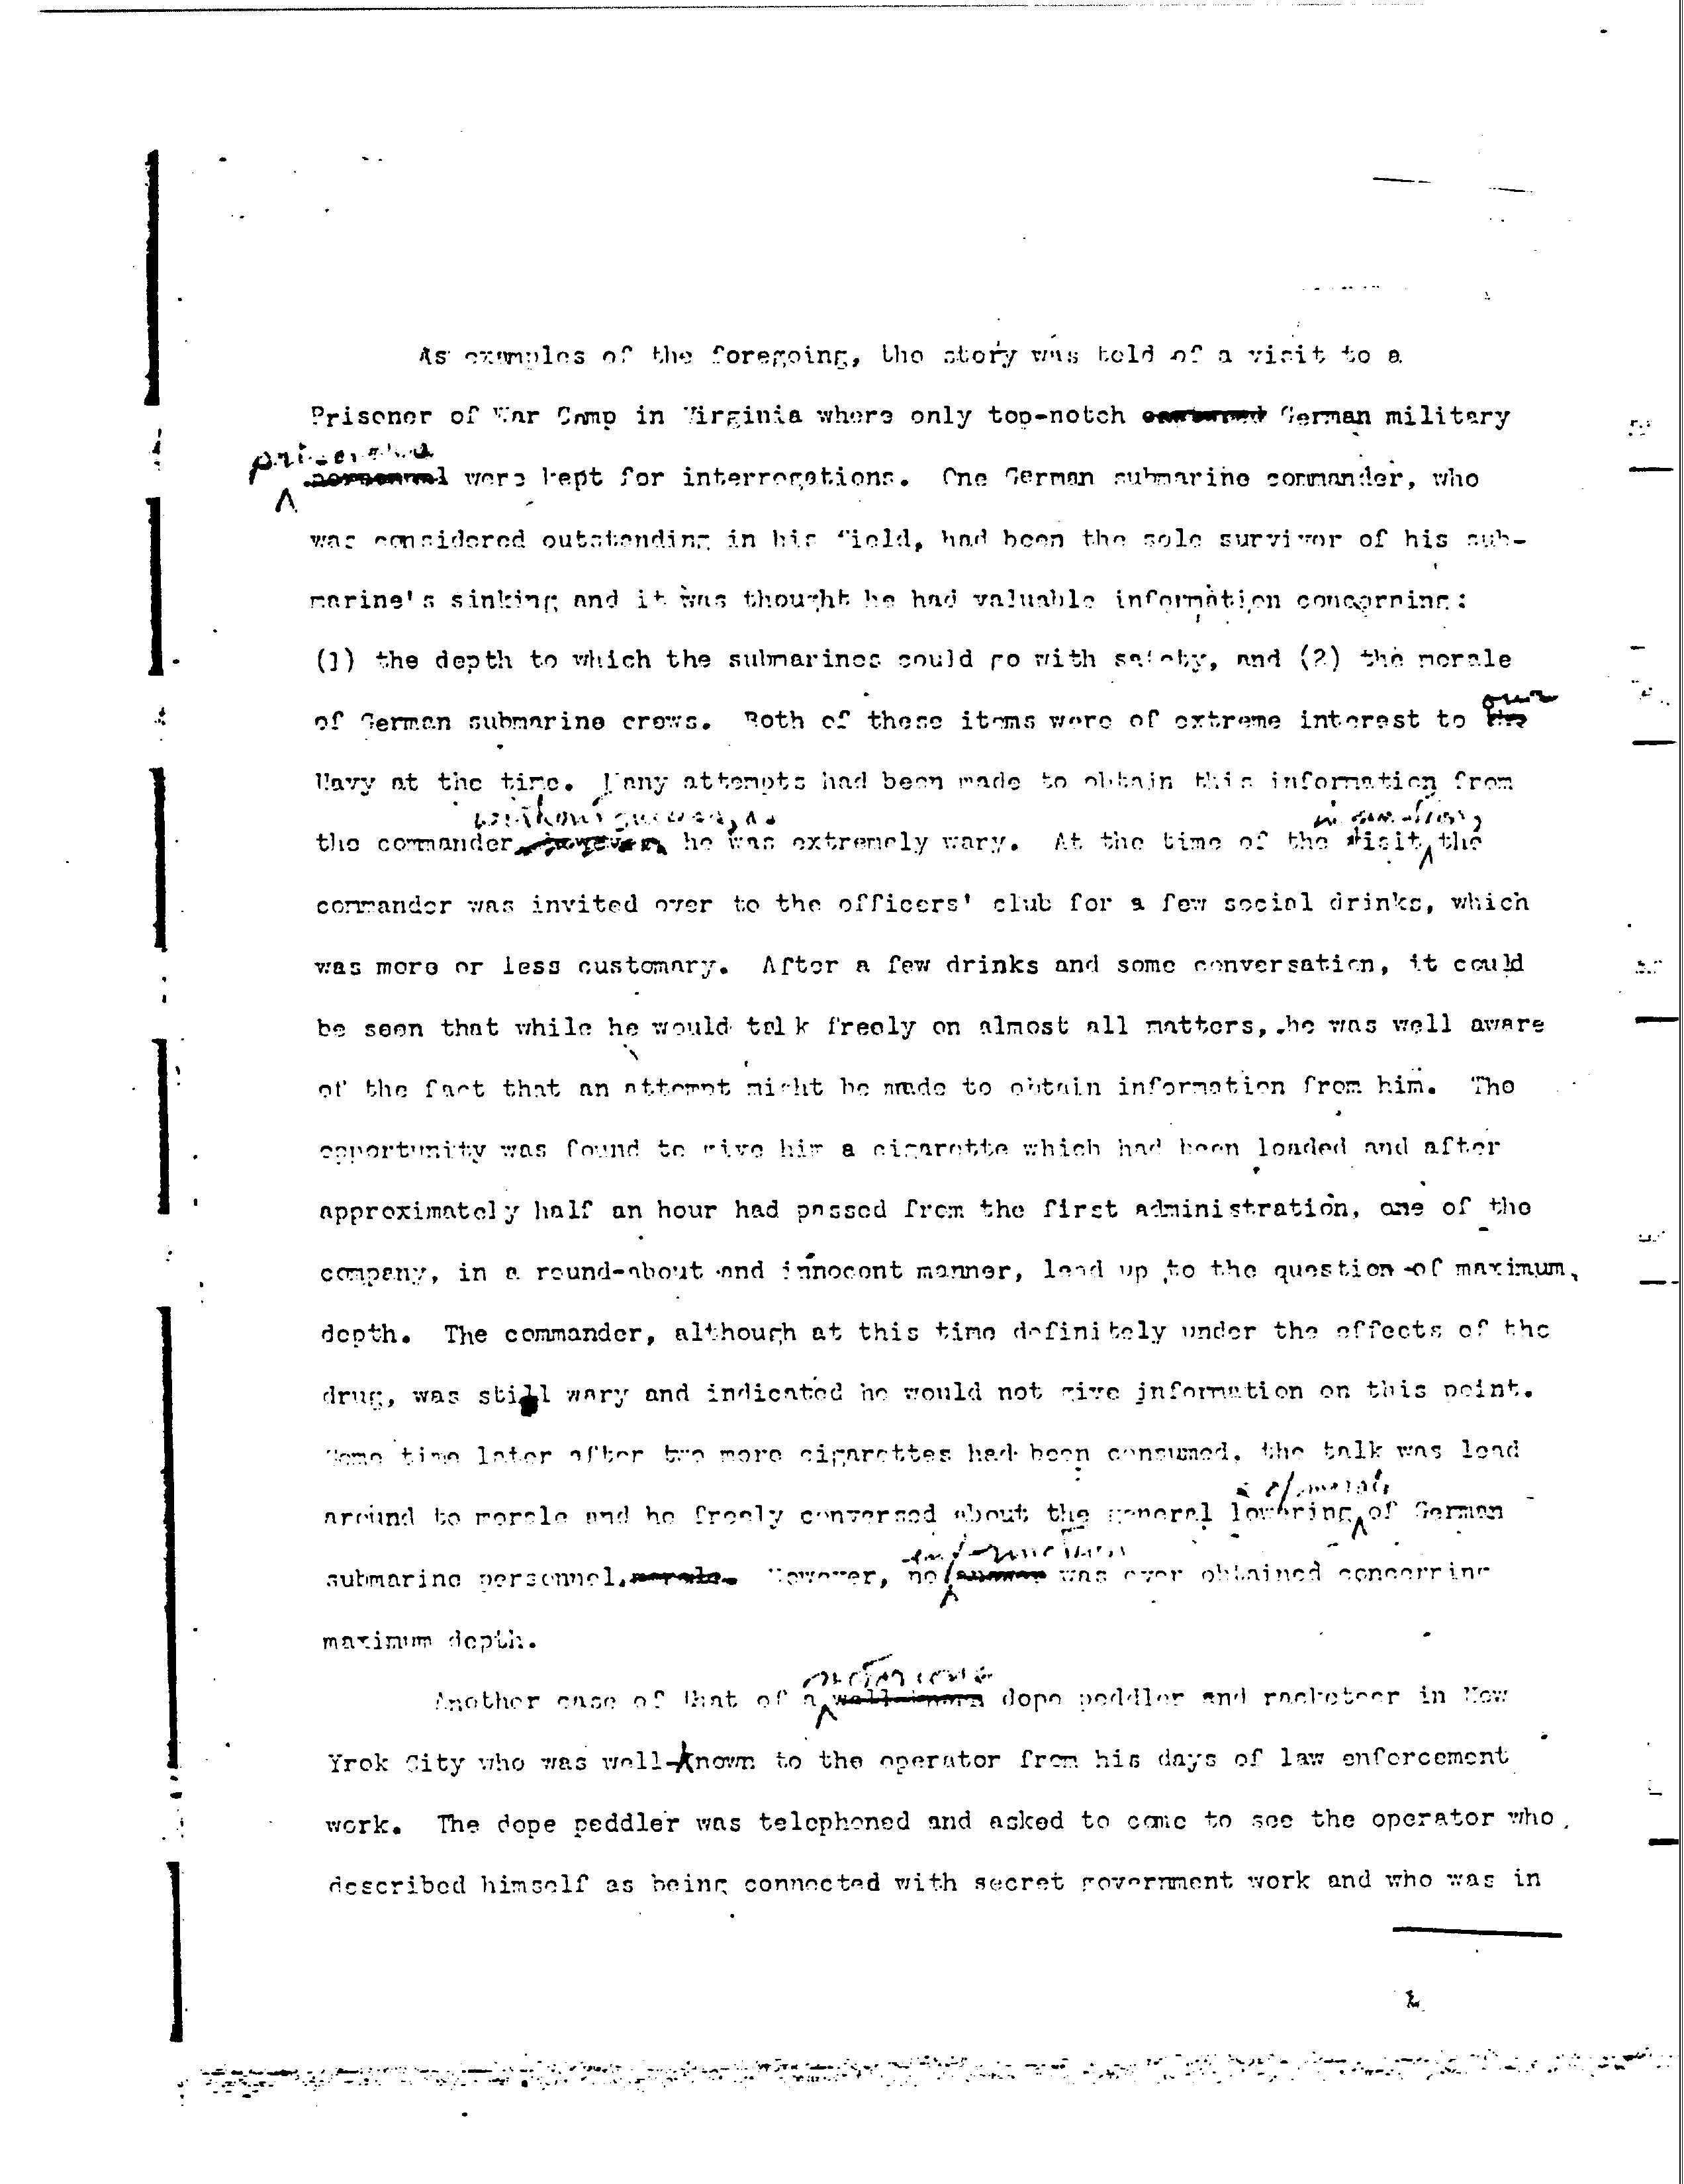 As examples of the foregoing, the story was told of a visit to a
Prisoner of War Camp in Virginia where only top-notch captured German military
prisoners
personnel were kept for interrogations. One German submarine commander, who
was considered outstanding in his field, had been the sole survivor of his sub-
marine's sinking and it was thought he had valuable information concerning:
(1) the depth to which the submarines could go with safety, and (2) the morale
our
of German submarine crews. Both of these items were of extreme interest to the
Navy at the time. Many attempts had been made to obtain this information from
without success, as
the commander however, he was extremely wary. At the time of the visit, the
commander was invited over to the officers' club for a few social drinks, which
was more or less customary. After a few drinks and some conversation, it could
be seen that while he would talk freely on almost all matters, he was well aware
of the fact that an attempt might be made to obtain information from him. The
opportunity was found to give him a cigarette which had been loaded and after
approximately half an hour had passed from the first administration, one of the
company, in a round-about and innocent manner, lead up to the question of maximum
depth. The commander, although at this time definitely under the effects of the
drug, was still wary and indicated he would not give information on this point.
Some time later after two more cigarettes had been consumed, the talk was lead
of morale
around to morale and he freely conversed about the general lowering of German
information
submarine personnel. morale. However, no answer was ever obtained concerning
maximum depth.
notorious
Another case of that of a well-known dope peddler and racketeer in New
Yrok City who was well-known to the operator from his days of law enforcement
work. The dope peddler was telephoned and asked to come to see the operator who
described himself as being connected with secret government work and who was in